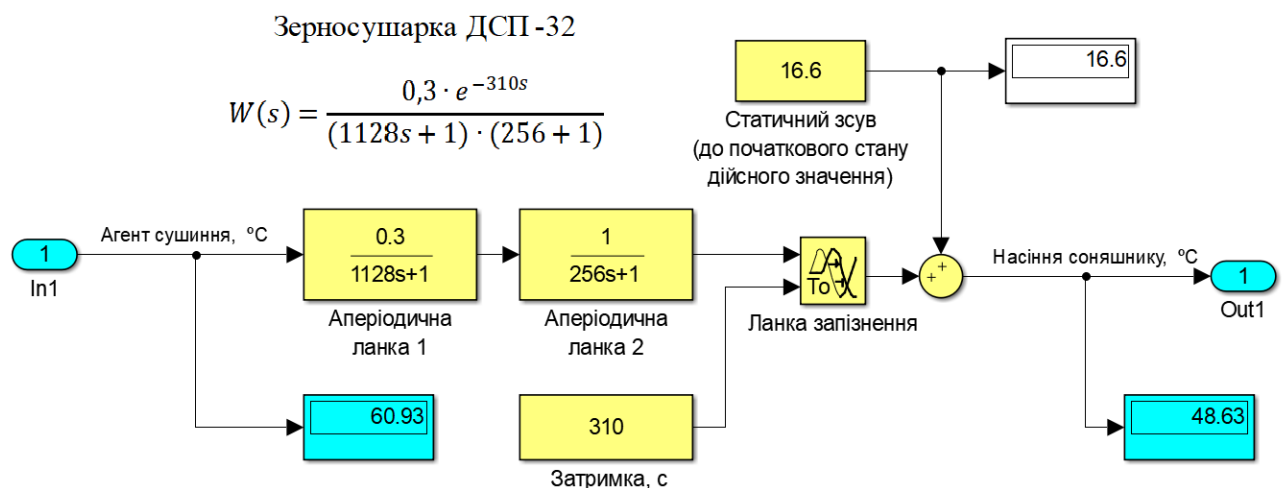 Зерносушарка ДСП -32
W(s) = 0,3 · e^{−310s} / (1128s + 1) · (256 + 1)
16.6
16.6
Статичний зсув
(до початкового стану
дійсного значення)
1
In1
Агент сушиння, °C
0.3
1128s+1
Аперіодична
ланка 1
1
256s+1
Аперіодична
ланка 2
To
Ланка запізнення
+
+
Насіння соняшнику, °C
1
Out1
60.93
310
Затримка, с
48.63